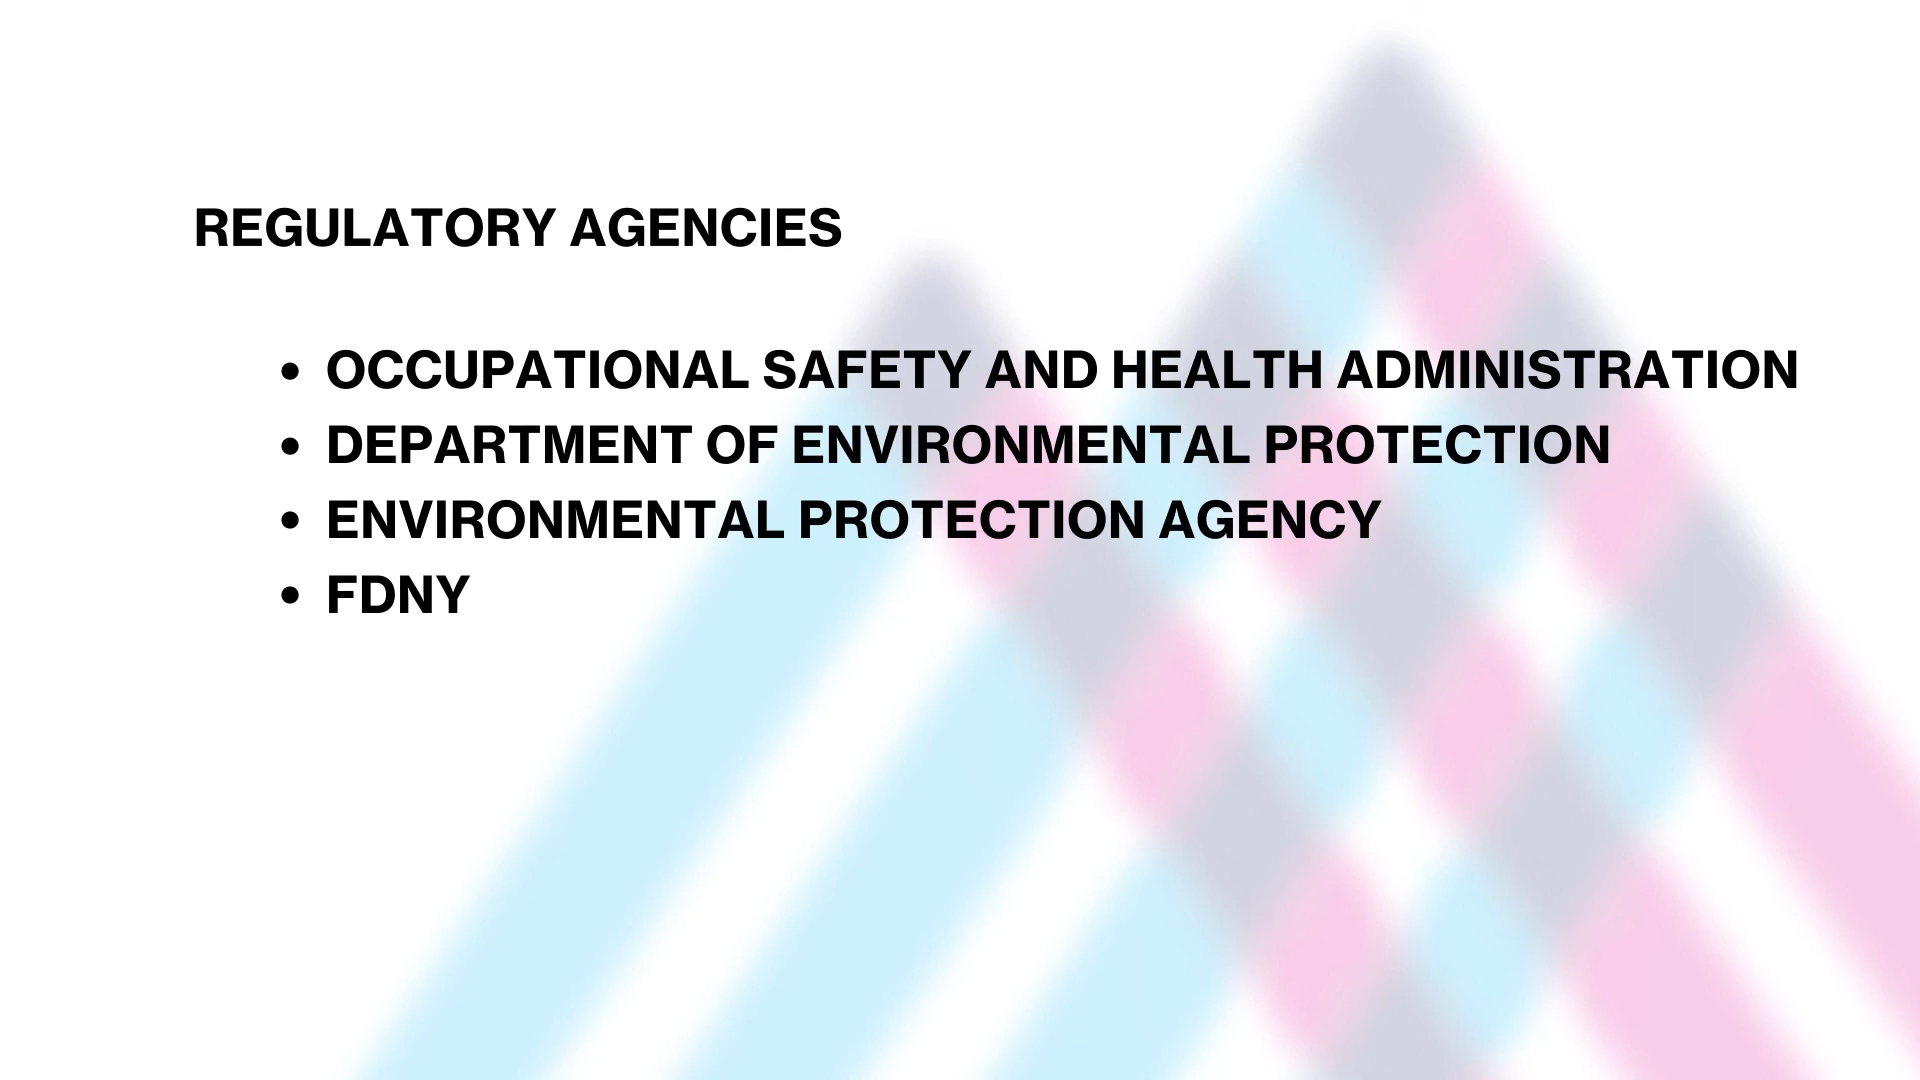 REGULATORY AGENCIES
• OCCUPATIONAL SAFETY AND HEALTH ADMINISTRATION
• DEPARTMENT OF ENVIRONMENTAL PROTECTION
• ENVIRONMENTAL PROTECTION AGENCY
• FDNY